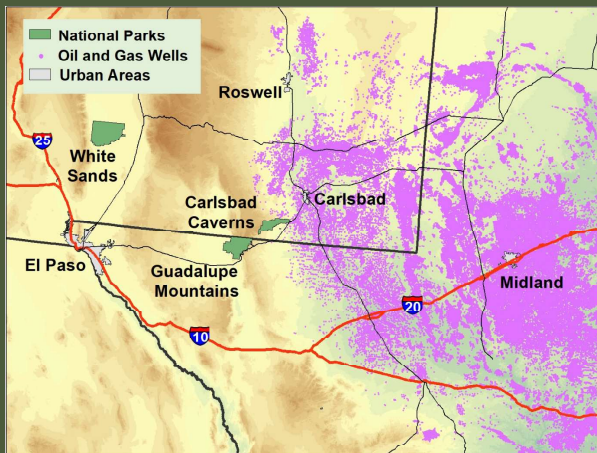 National Parks
Oil and Gas Wells
Urban Areas
Roswell
25
White
Sands
Carlsbad
Caverns
Carlsbad
El Paso
Guadalupe
Mountains
Midland
20
10